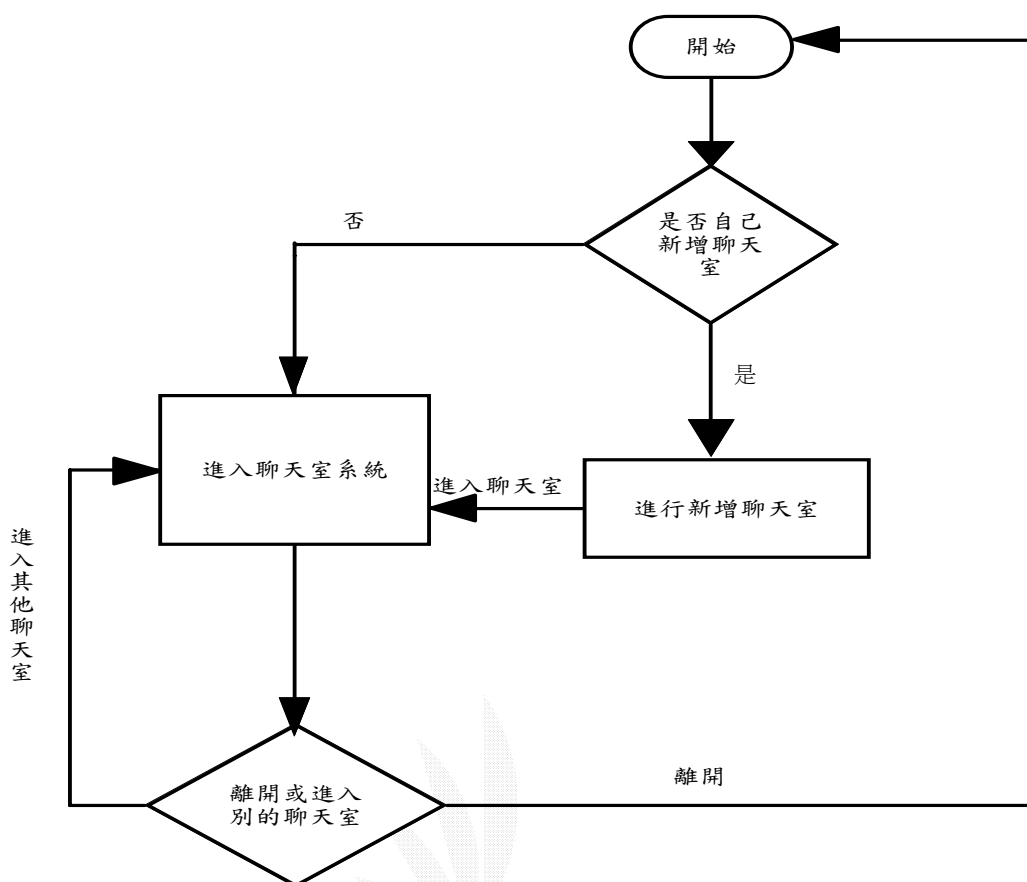 開始
是否自己
新增聊天
室
否
是
進入聊天室系統
進入聊天室
進行新增聊天室
進入其他聊天室
離開或進入
別的聊天室
離開